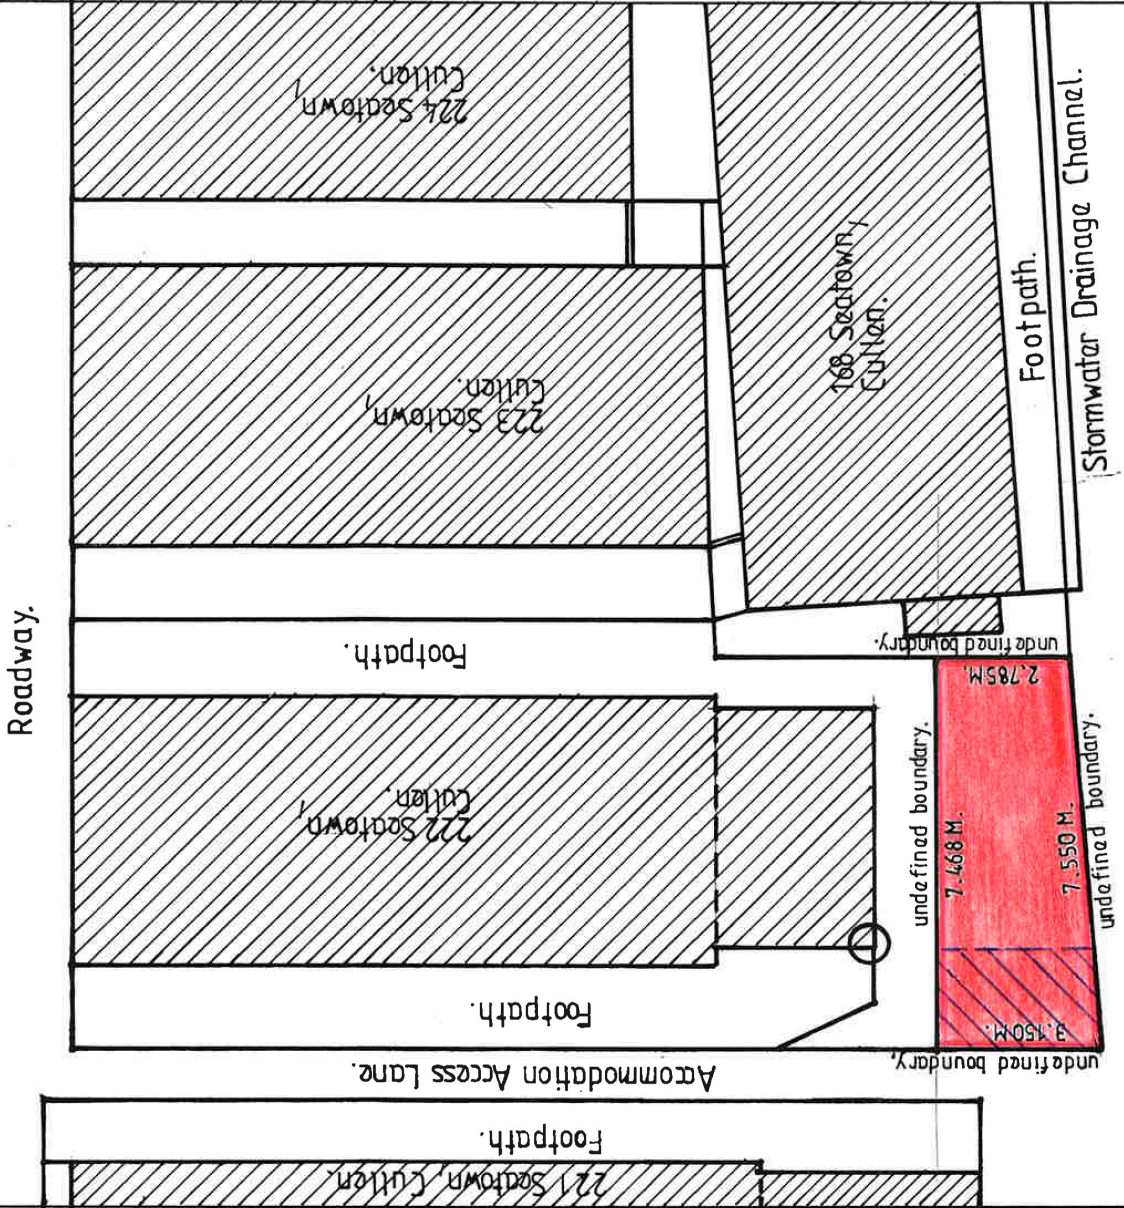 Roadway.
224 Seatown,
Cullen.
223 Seatown,
Cullen.
168 Seatown,
Cullen.
Footpath.
Stormwater Drainage Channel.
Footpath.
222 Seatown,
Cullen.
undefined boundary.
2.785M.
undefined boundary.
7.468M.
7.550M.
undefined boundary.
3.150M.
undefined boundary.
Footpath.
Accommodation Access Lane.
Footpath.
221 Seatown, Cullen.